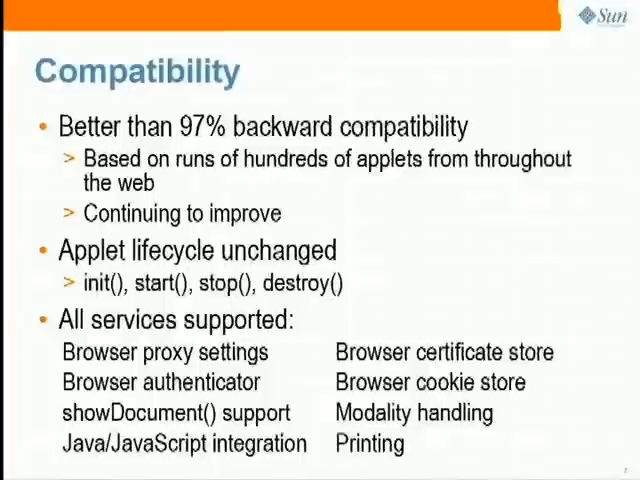 Sun
Compatibility
• Better than 97% backward compatibility
> Based on runs of hundreds of applets from throughout
the web
> Continuing to improve
• Applet lifecycle unchanged
> init(), start(), stop(), destroy()
• All services supported:
Browser proxy settings Browser certificate store
Browser authenticator Browser cookie store
showDocument() support Modality handling
Java/JavaScript integration Printing